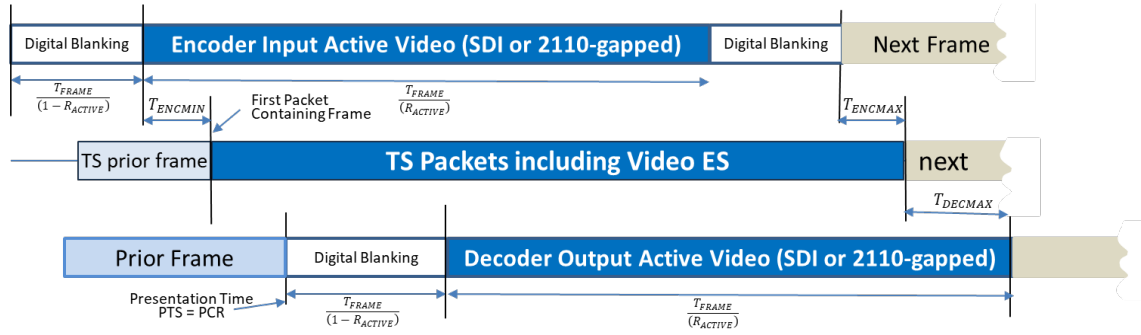 Digital Blanking
Encoder Input Active Video (SDI or 2110-gapped)
Digital Blanking
Next Frame
T_FRAME
(1 − R_ACTIVE)
T_ENCMIN
First Packet
Containing Frame
T_FRAME
(R_ACTIVE)
T_ENCMAX
TS prior frame
TS Packets including Video ES
next
T_DECMAX
Prior Frame
Digital Blanking
Decoder Output Active Video (SDI or 2110-gapped)
Presentation Time
PTS = PCR
T_FRAME
(1 − R_ACTIVE)
T_FRAME
(R_ACTIVE)